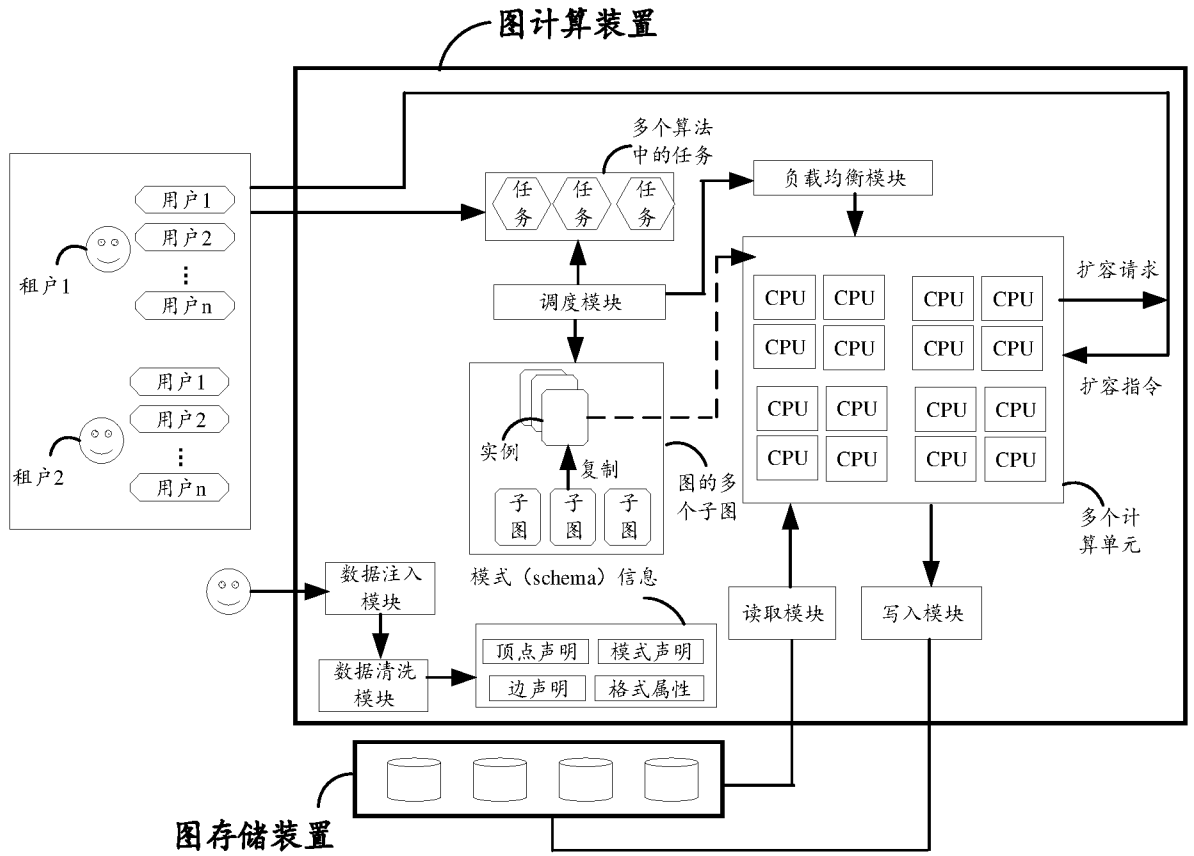 图计算装置
多个算法
中的任务
任务
任务
任务
负载均衡模块
用户1
用户2
用户n
租户1
用户1
用户2
用户n
租户2
调度模块
CPU CPU CPU CPU
CPU CPU CPU CPU
CPU CPU CPU CPU
CPU CPU CPU CPU
扩容请求
扩容指令
实例
复制
子图
子图
子图
图的多
个子图
多个计
算单元
数据注入
模块
数据清洗
模块
模式（schema）信息
顶点声明
模式声明
边声明
格式属性
读取模块
写入模块
图存储装置